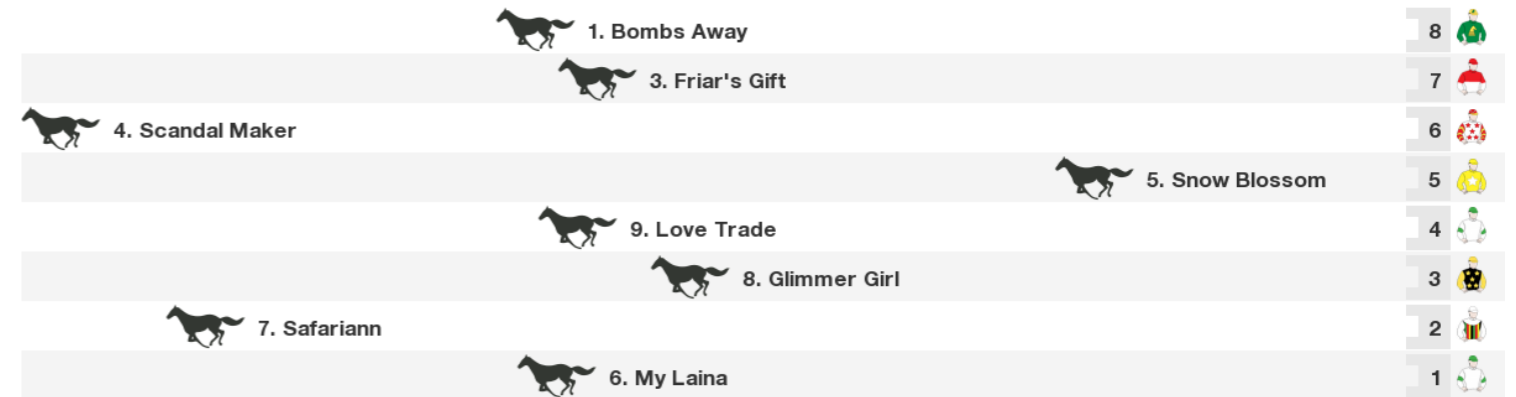 1. Bombs Away 8
3. Friar's Gift 7
4. Scandal Maker 6
5. Snow Blossom 5
9. Love Trade 4
8. Glimmer Girl 3
7. Safariann 2
6. My Laina 1